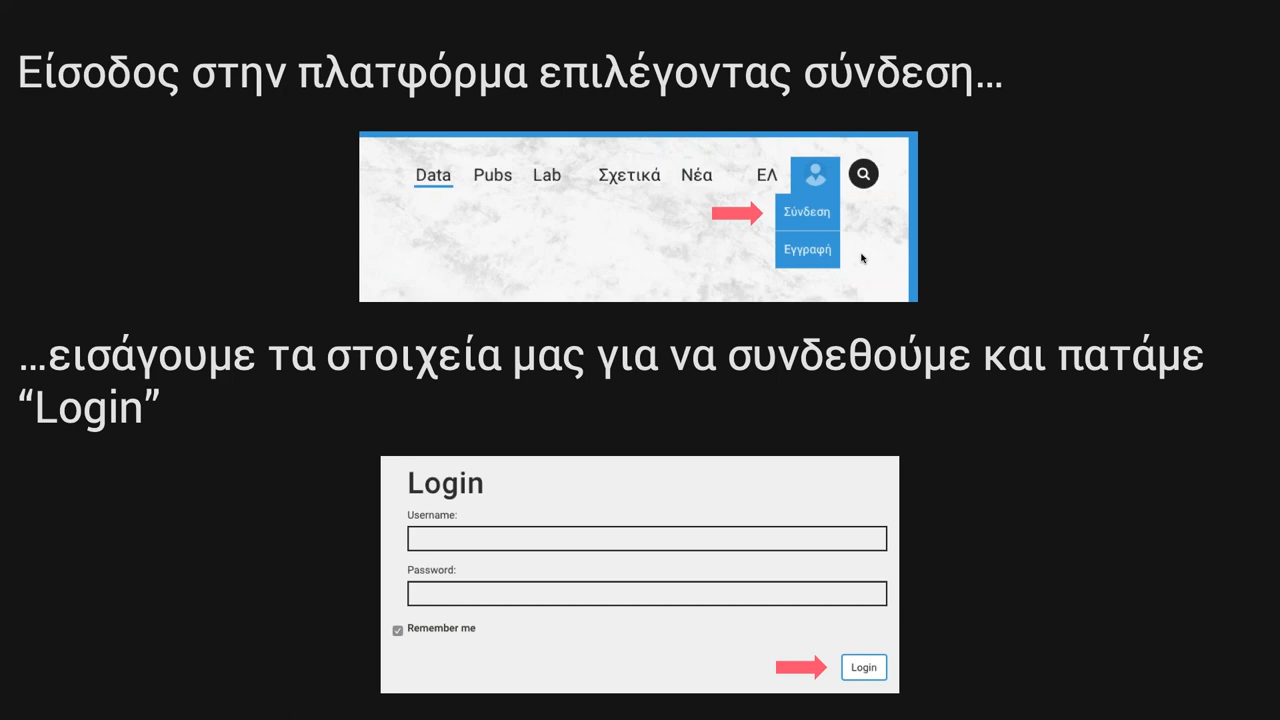 Είσοδος στην πλατφόρμα επιλέγοντας σύνδεση...
Data Pubs Lab Σχετικά Νέα ΕΛ
Σύνδεση
Εγγραφή
...εισάγουμε τα στοιχεία μας για να συνδεθούμε και πατάμε
“Login”
Login
Username:
Password:
Remember me
Login